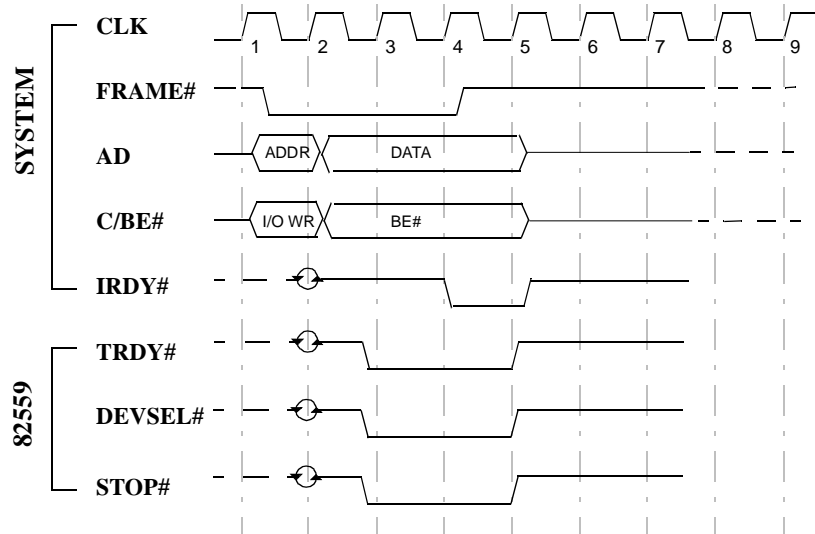 CLK
1 2 3 4 5 6 7 8 9
SYSTEM
FRAME#
AD
ADDR DATA
C/BE#
I/O WR BE#
IRDY#
82559
TRDY#
DEVSEL#
STOP#